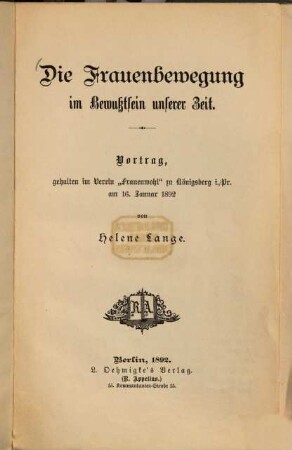 Die Frauenbewegung
im Bewußtsein unserer Zeit.
Vortrag,
gehalten im Verein „Frauenwohl“ zu Königsberg i./Pr.
am 16. Januar 1892
von
Helene Lange.
R A
Berlin, 1892.
L. Oehmigke's Verlag.
(R. Appelius.)